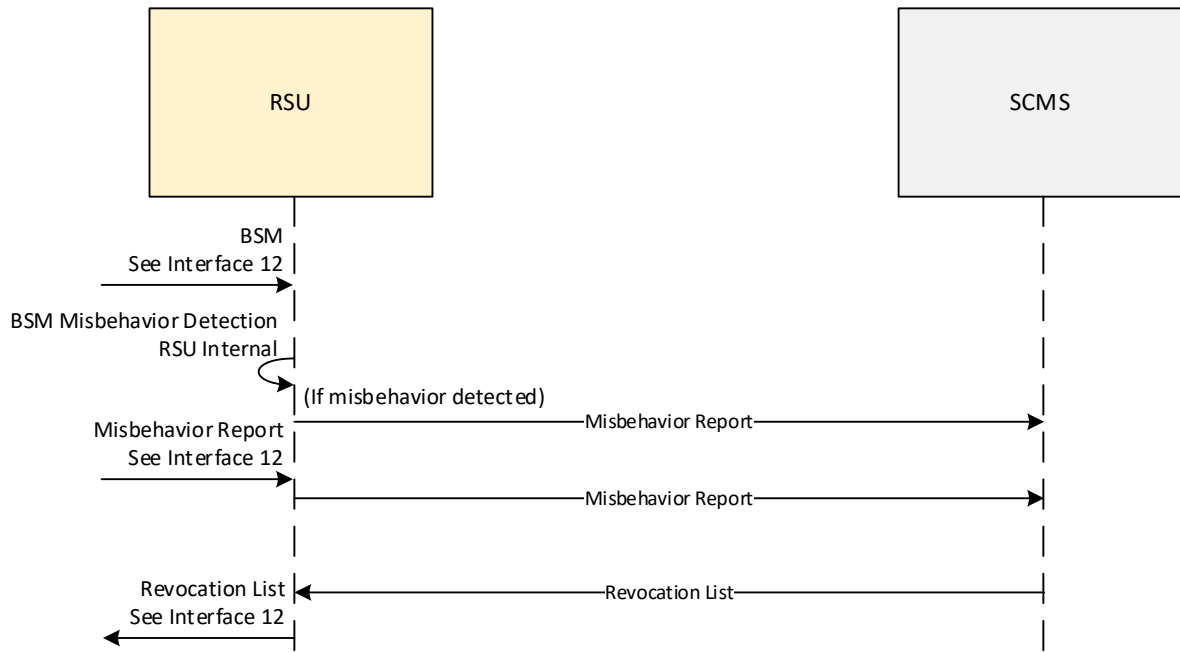 RSU
SCMS
BSM
See Interface 12
BSM Misbehavior Detection
RSU Internal
(If misbehavior detected)
Misbehavior Report
Misbehavior Report
See Interface 12
Misbehavior Report
Revocation List
See Interface 12
Revocation List